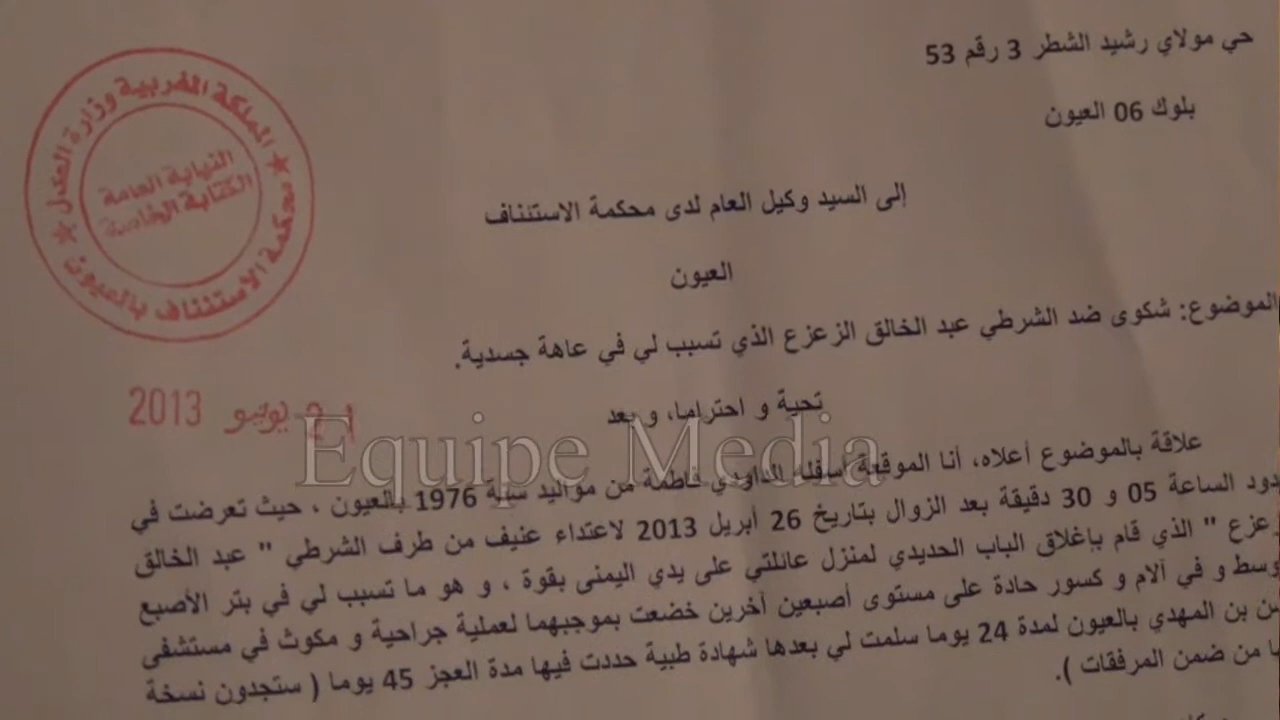 حي مولاي رشيد الشطر 3 رقم 53
بلوك 06 العيون
المملكة المغربية وزارة العدل
النيابة العامة
الكتابة الخاصة
محكمة الاستئناف بالعيون
إلى السيد وكيل العام لدى محكمة الاستئناف
العيون
الموضوع: شكوى ضد الشرطي عبد الخالق الزعزع الذي تسبب لي في عاهة جسدية.
21 يونيو 2013
تحية و احتراما، و بعد
Equipe Media
علاقة بالموضوع أعلاه، أنا الموقعة أسفله الداودي فاطمة من مواليد سنة 1976 بالعيون ، حيث تعرضت في
دود الساعة 05 و 30 دقيقة بعد الزوال بتاريخ 26 أبريل 2013 لاعتداء عنيف من طرف الشرطي " عبد الخالق
زعزع " الذي قام بإغلاق الباب الحديدي لمنزل عائلتي على يدي اليمنى بقوة ، و هو ما تسبب لي في بتر الأصبع
وسط و في آلام و كسور حادة على مستوى أصبعين آخرين خضعت بموجبهما لعملية جراحية و مكوث في مستشفى
ن بن المهدي بالعيون لمدة 24 يوما سلمت لي بعدها شهادة طبية حددت فيها مدة العجز 45 يوما ( ستجدون نسخة
ا من ضمن المرفقات ).